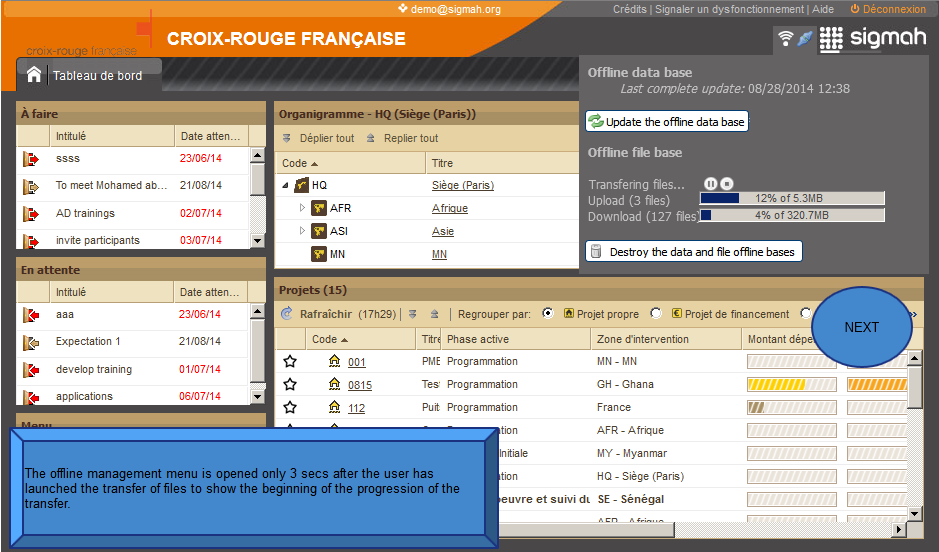 demo@sigmah.org
Crédits | Signaler un dysfonctionnement | Aide
Déconnexion
croix-rouge française
CROIX-ROUGE FRANÇAISE
sigmah
Tableau de bord
Offline data base
Last complete update: 08/28/2014 12:38
Update the offline data base
Offline file base
Transfering files...
Upload (3 files) 12% of 5.3MB
Download (127 files) 4% of 320.7MB
Destroy the data and file offline bases
À faire
Intitulé Date atten...
ssss 23/06/14
To meet Mohamed ab... 21/08/14
AD trainings 02/07/14
invite participants 03/07/14
Organigramme - HQ (Siège (Paris))
Déplier tout Replier tout
Code Titre
HQ Siège (Paris)
AFR Afrique
ASI Asie
MN MN
En attente
Intitulé Date atten...
aaa 23/06/14
Expectation 1 21/08/14
develop training 01/07/14
applications 06/07/14
Menu
Projets (15)
Rafraîchir (17h29) | Regrouper par: Projet propre € Projet de financement »
NEXT
Code Titre Phase active Zone d'intervention Montant dépe
001 PME Programmation MN - MN
0815 Test Programmation GH - Ghana
112 Puits Programmation France
Programmation AFR - Afrique
Initiale MY - Myanmar
Programmation HQ - Siège (Paris)
oeuvre et suivi du SE - Sénégal
AFR - Afrique
The offline management menu is opened only 3 secs after the user has
launched the transfer of files to show the beginning of the progression of the
transfer.